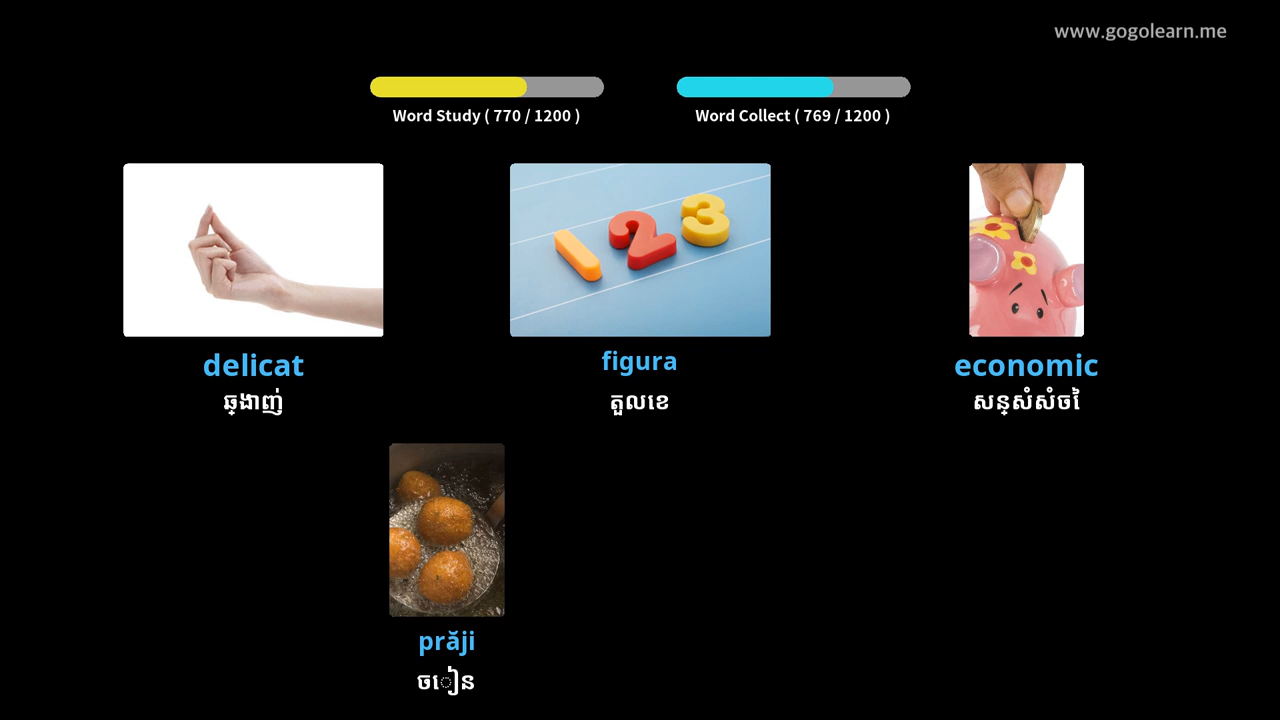 www.gogolearn.me
Word Study ( 770 / 1200 )
Word Collect ( 769 / 1200 )
delicat
ឆ្ងាញ់
figura
តួលេខ
economic
សន្សំសំចៃ
prăji
ចៀន